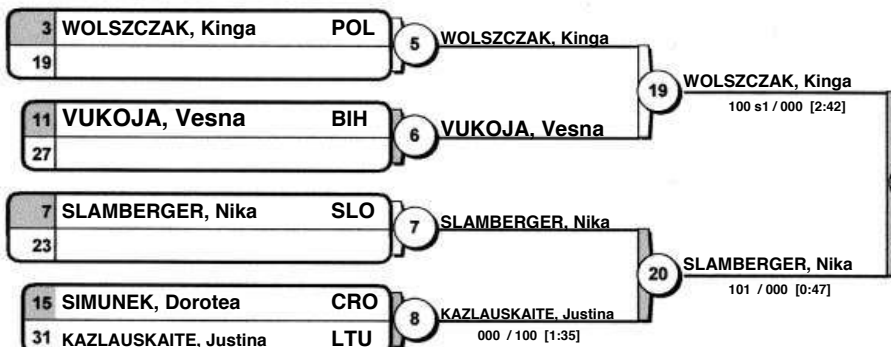 3 WOLSZCZAK, Kinga POL
19
5 WOLSZCZAK, Kinga
19 WOLSZCZAK, Kinga
100 s1 / 000 [2:42]
11 VUKOJA, Vesna BIH
27
6 VUKOJA, Vesna
7 SLAMBERGER, Nika SLO
23
7 SLAMBERGER, Nika
20 SLAMBERGER, Nika
101 / 000 [0:47]
15 SIMUNEK, Dorotea CRO
31 KAZLAUSKAITE, Justina LTU
8 KAZLAUSKAITE, Justina
000 / 100 [1:35]